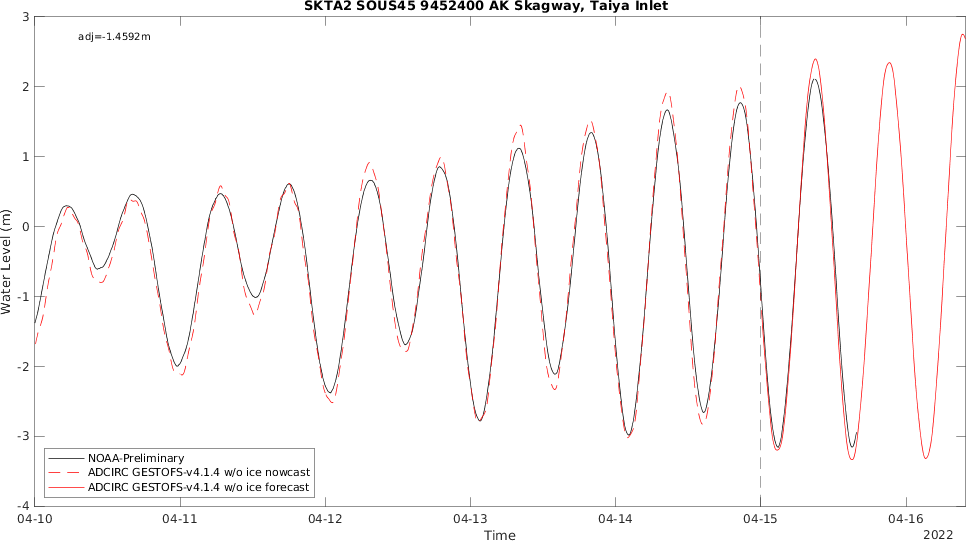 SKTA2 SOUS45 9452400 AK Skagway, Taiya Inlet
adj=-1.4592m
3
2
1
0
-1
-2
-3
-4
Water Level (m)
NOAA-Preliminary
ADCIRC GESTOFS-v4.1.4 w/o ice nowcast
ADCIRC GESTOFS-v4.1.4 w/o ice forecast
04-10 04-11 04-12 04-13 04-14 04-15 04-16
Time
2022